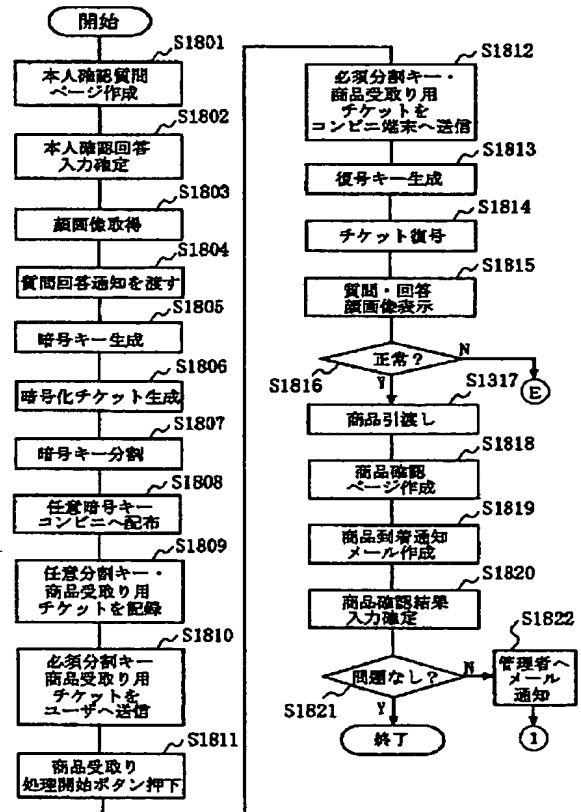 開始
S1801
本人確認質問
ページ作成
S1802
本人確認回答
入力確定
S1803
顔画像取得
S1804
質問回答通知を渡す
S1805
暗号キー生成
S1806
暗号化チケット生成
S1807
暗号キー分割
S1808
任意暗号キー
コンビニへ配布
S1809
任意分割キー・
商品受取り用
チケットを記録
S1810
必須分割キー
商品受取り用
チケットを
ユーザへ送信
S1811
商品受取り
処理開始ボタン押下
S1812
必須分割キー・
商品受取り用
チケットを
コンビニ端末へ送信
S1813
復号キー生成
S1814
チケット復号
S1815
質問・回答
顔画像表示
正常？
N
S1816
Y
E
S1317
商品引渡し
S1818
商品確認
ページ作成
S1819
商品到着通知
メール作成
S1820
商品確認結果
入力確定
S1822
問題なし？
N
管理者へ
メール
通知
S1821
Y
終了
1